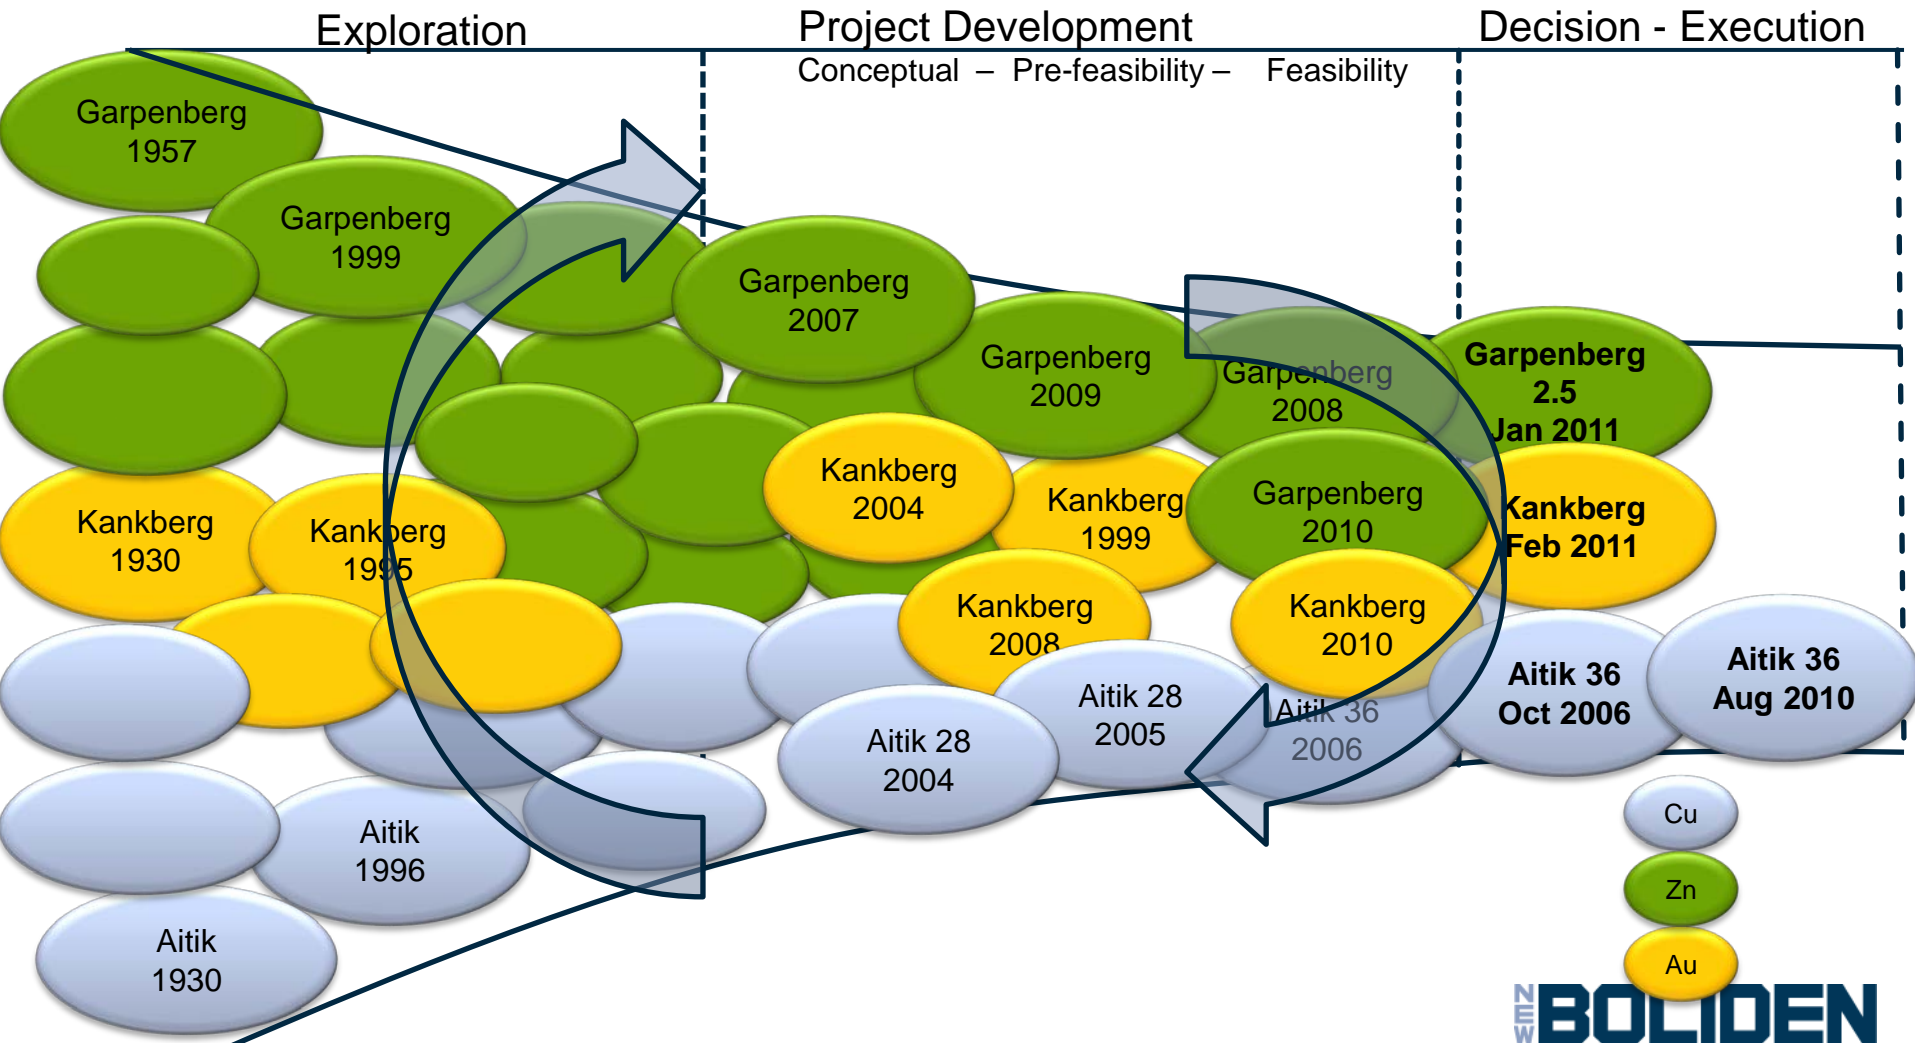 Exploration
Project Development
Decision - Execution
Conceptual – Pre-feasibility – Feasibility
Garpenberg
1957
Garpenberg
1999
Garpenberg
2007
Garpenberg
2009
Garpenberg
2008
Garpenberg
2.5
Jan 2011
Kankberg
1930
Kankberg
1995
Kankberg
2004
Kankberg
1999
Garpenberg
2010
Kankberg
Feb 2011
Kankberg
2008
Kankberg
2010
Aitik 28
2004
Aitik 28
2005
Aitik 36
2006
Aitik 36
Oct 2006
Aitik 36
Aug 2010
Aitik
1996
Aitik
1930
Cu
Zn
Au
NEW BOLIDEN